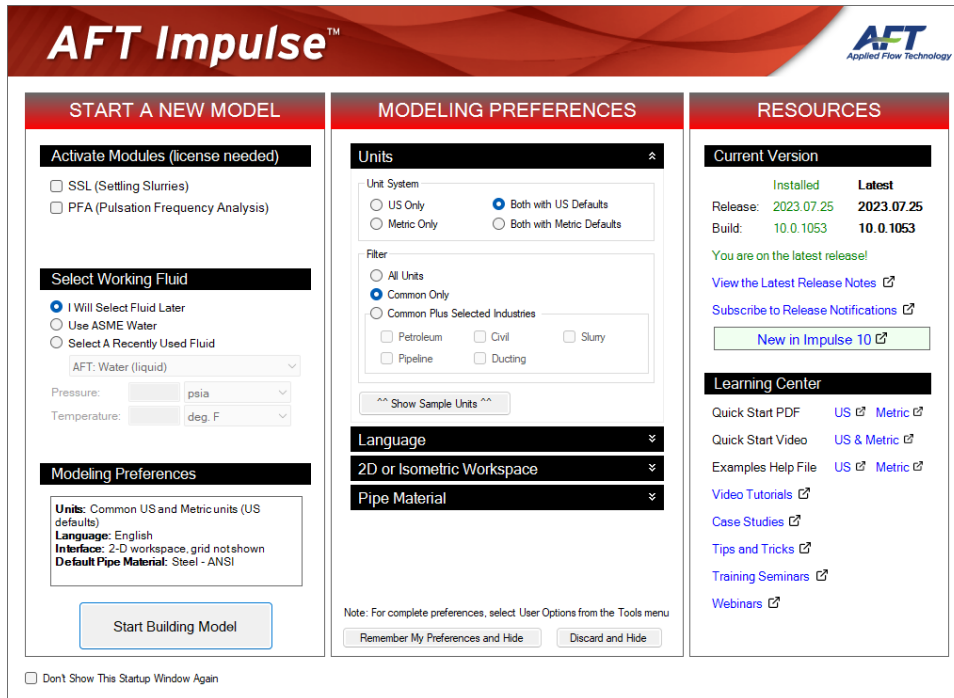 AFT Impulse™
AFT
Applied Flow Technology
START A NEW MODEL
Activate Modules (license needed)
SSL (Settling Slurries)
PFA (Pulsation Frequency Analysis)
Select Working Fluid
I Will Select Fluid Later
Use ASME Water
Select A Recently Used Fluid
AFT: Water (liquid)
Pressure: psia
Temperature: deg. F
Modeling Preferences
Units: Common US and Metric units (US
defaults)
Language: English
Interface: 2-D workspace, grid not shown
Default Pipe Material: Steel - ANSI
Start Building Model
MODELING PREFERENCES
Units
Unit System
US Only Both with US Defaults
Metric Only Both with Metric Defaults
Filter
All Units
Common Only
Common Plus Selected Industries
Petroleum Civil Slurry
Pipeline Ducting
^^ Show Sample Units ^^
Language
2D or Isometric Workspace
Pipe Material
Note: For complete preferences, select User Options from the Tools menu
Remember My Preferences and Hide Discard and Hide
RESOURCES
Current Version
Installed Latest
Release: 2023.07.25 2023.07.25
Build: 10.0.1053 10.0.1053
You are on the latest release!
View the Latest Release Notes
Subscribe to Release Notifications
New in Impulse 10
Learning Center
Quick Start PDF US Metric
Quick Start Video US & Metric
Examples Help File US Metric
Video Tutorials
Case Studies
Tips and Tricks
Training Seminars
Webinars
Don't Show This Startup Window Again